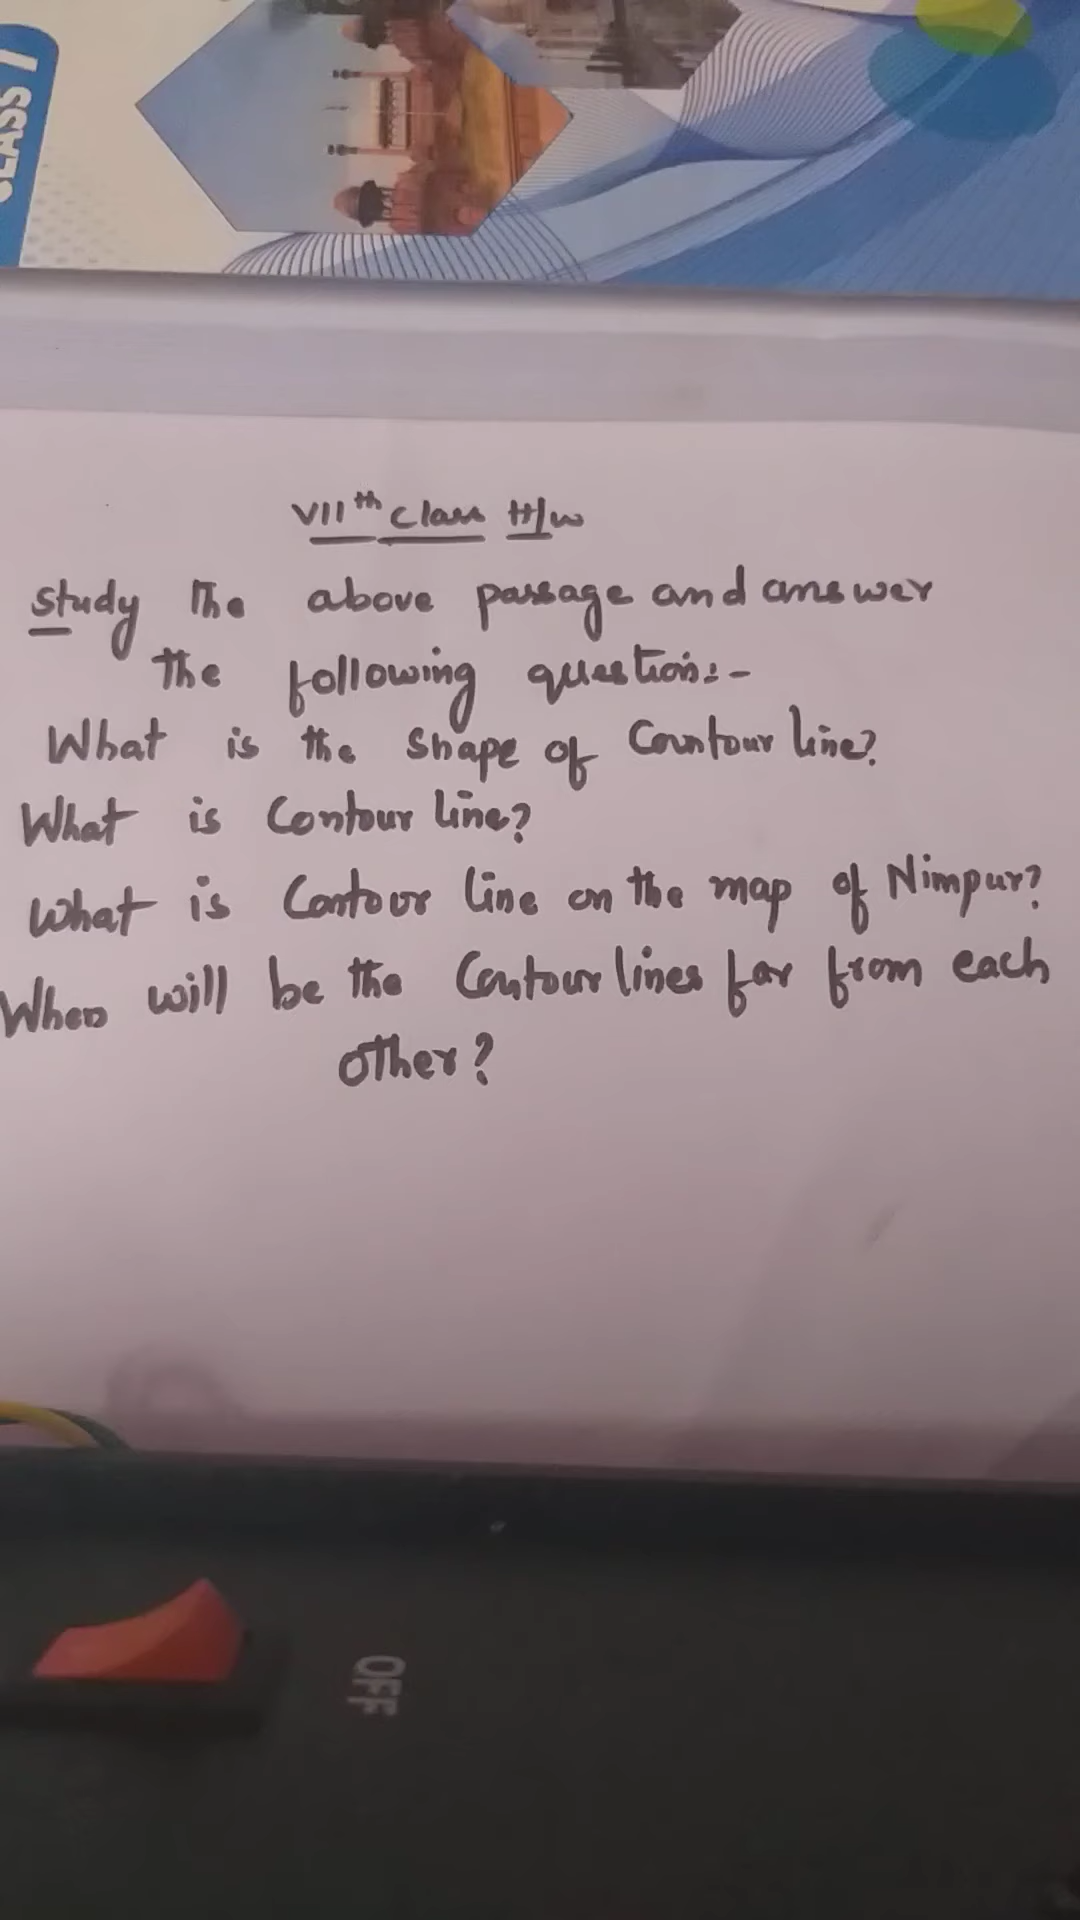 CLASS 7
VIIth class H/w
study The above passage and answer
the following question:-
What is the shape of Contour line?
What is Contour line?
What is Contour line on the map of Nimpur?
When will be the Contour lines far from each
other?
OFF